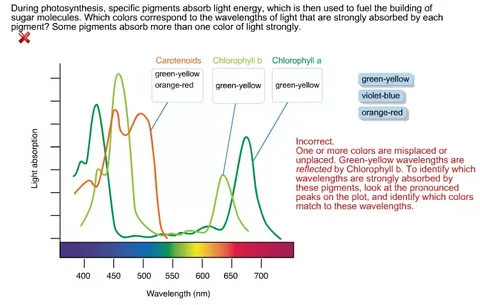 During photosynthesis, specific pigments absorb light energy, which is then used to fuel the building of
sugar molecules. Which colors correspond to the wavelengths of light that are strongly absorbed by each
pigment? Some pigments absorb more than one color of light strongly.
Carotenoids Chlorophyll b Chlorophyll a
green-yellow
orange-red
green-yellow
green-yellow
green-yellow
violet-blue
orange-red
Incorrect.
One or more colors are misplaced or
unplaced. Green-yellow wavelengths are
reflected by Chlorophyll b. To identify which
wavelengths are strongly absorbed by
these pigments, look at the pronounced
peaks on the plot, and identify which colors
match to these wavelengths.
Light absorption
400 450 500 550 600 650 700
Wavelength (nm)